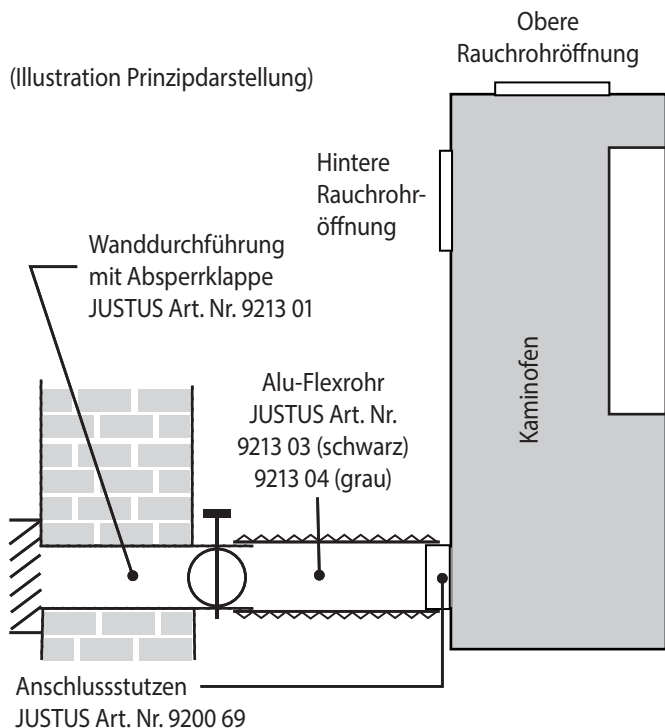 Obere
Rauchrohröffnung
(Illustration Prinzipdarstellung)
Hintere
Rauchrohr-
öffnung
Wanddurchführung
mit Absperrklappe
JUSTUS Art. Nr. 9213 01
Alu-Flexrohr
JUSTUS Art. Nr.
9213 03 (schwarz)
9213 04 (grau)
Kaminofen
Anschlussstutzen
JUSTUS Art. Nr. 9200 69